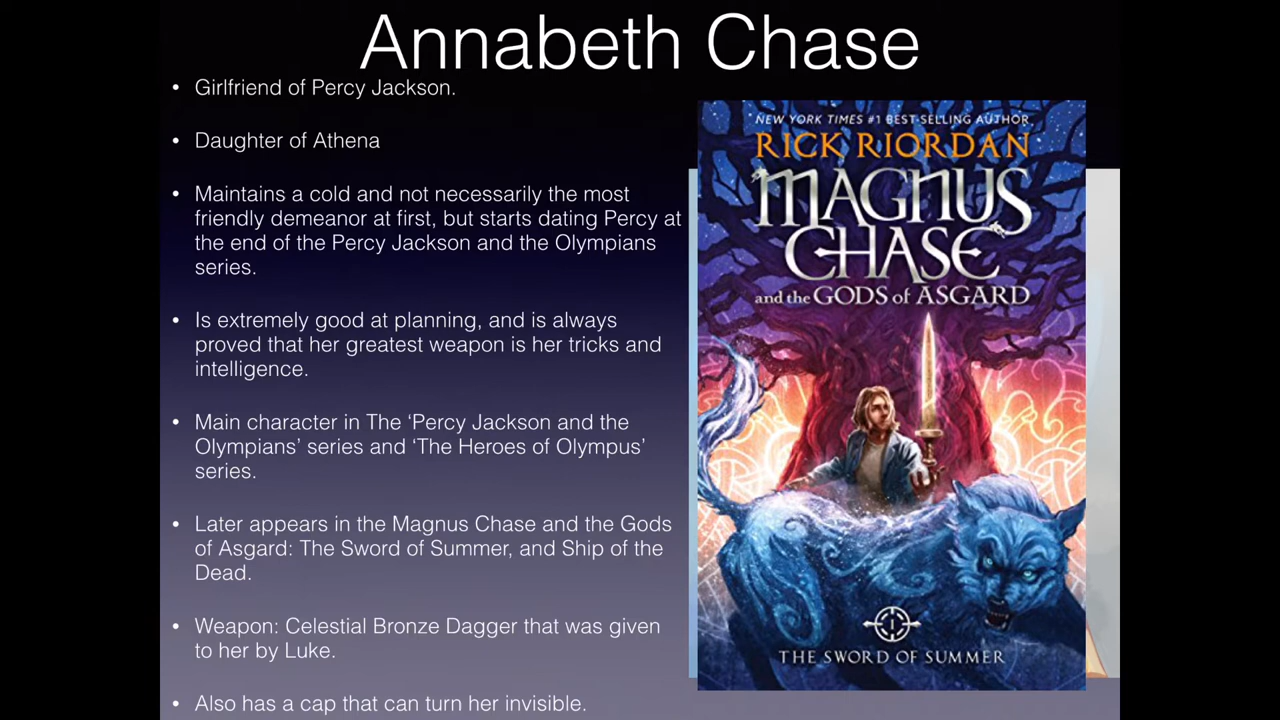 Annabeth Chase
• Girlfriend of Percy Jackson.
• Daughter of Athena
• Maintains a cold and not necessarily the most
friendly demeanor at first, but starts dating Percy at
the end of the Percy Jackson and the Olympians
series.
• Is extremely good at planning, and is always
proved that her greatest weapon is her tricks and
intelligence.
• Main character in The ‘Percy Jackson and the
Olympians’ series and ‘The Heroes of Olympus’
series.
• Later appears in the Magnus Chase and the Gods
of Asgard: The Sword of Summer, and Ship of the
Dead.
• Weapon: Celestial Bronze Dagger that was given
to her by Luke.
• Also has a cap that can turn her invisible.
NEW YORK TIMES #1 BEST-SELLING AUTHOR
RICK RIORDAN
MAGNUS
CHASE
and the GODS of ASGARD
I
THE SWORD OF SUMMER